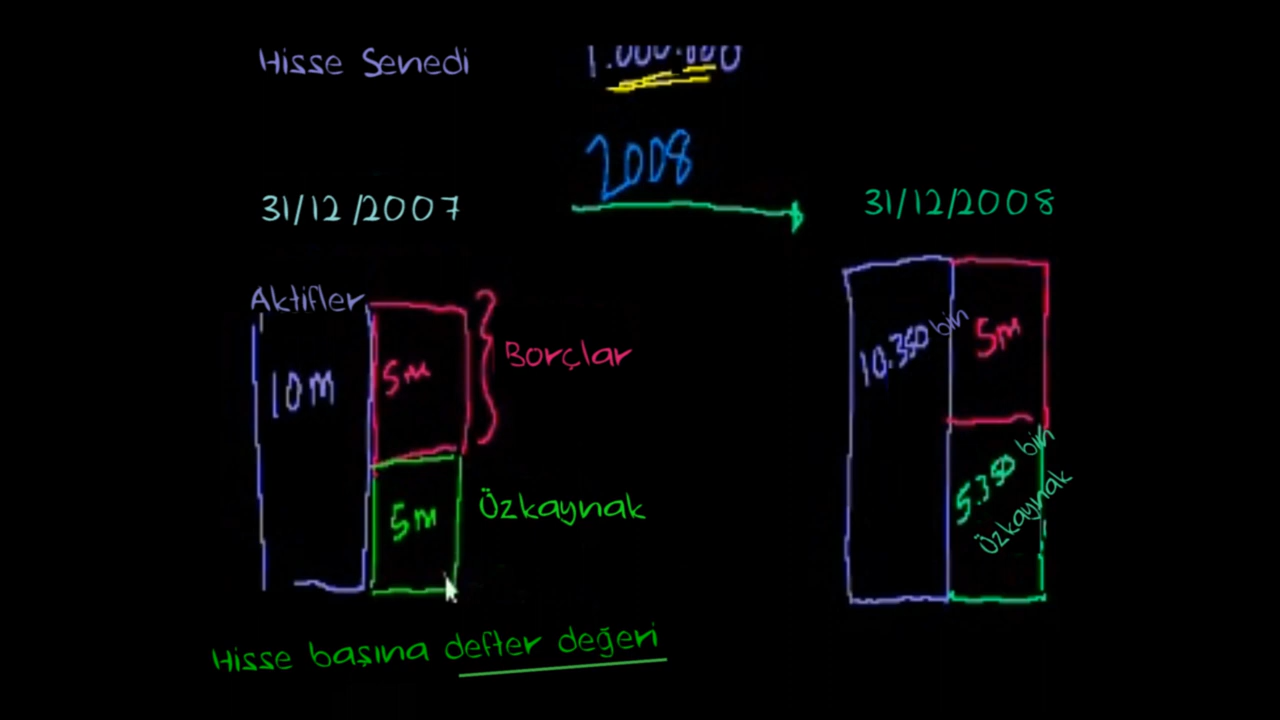 Hisse Senedi
1.000.000
2008
31/12/2007
31/12/2008
Aktifler
10 m
5m
Borçlar
5m
Özkaynak
10.350 bin
5m
5.350 bin
Özkaynak
Hisse başına defter değeri